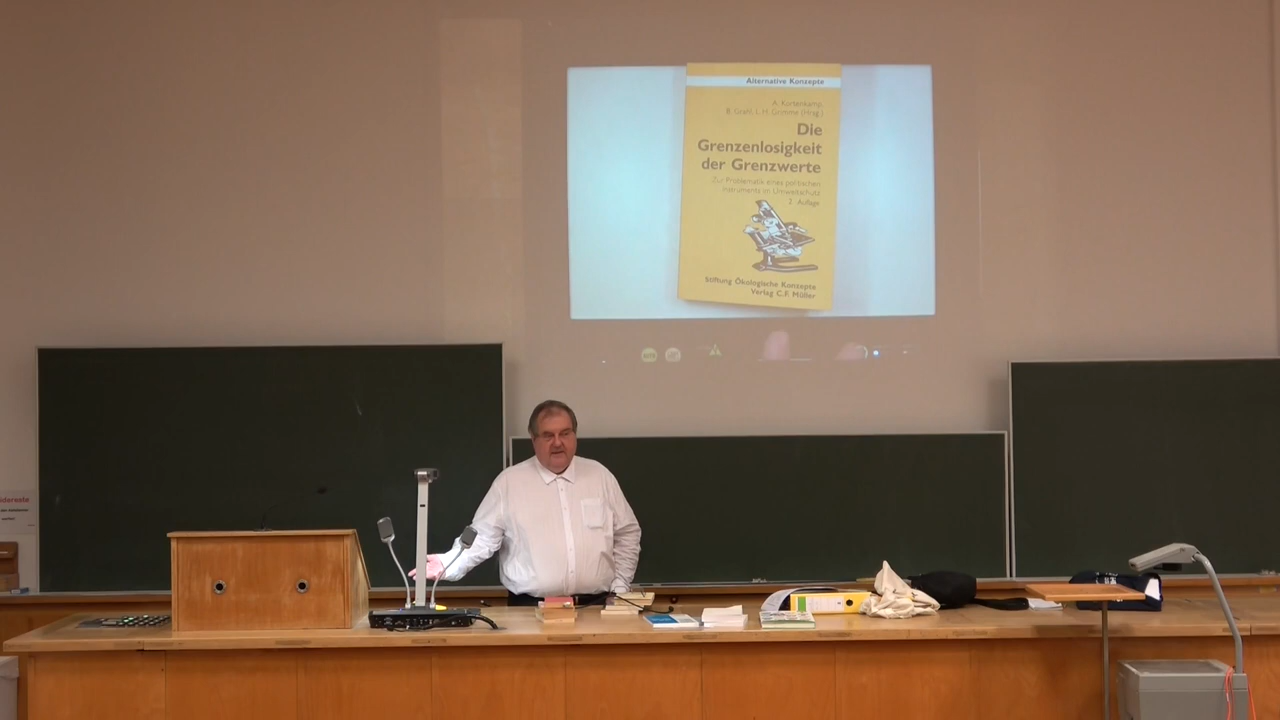 Alternative Konzepte
A. Kortenkamp,
B. Grahl, L. H. Grimme (Hrsg.)
Die
Grenzenlosigkeit
der Grenzwerte
Zur Problematik eines politischen
Instruments im Umweltschutz
2. Auflage
Stiftung Ökologische Konzepte
Verlag C.F. Müller